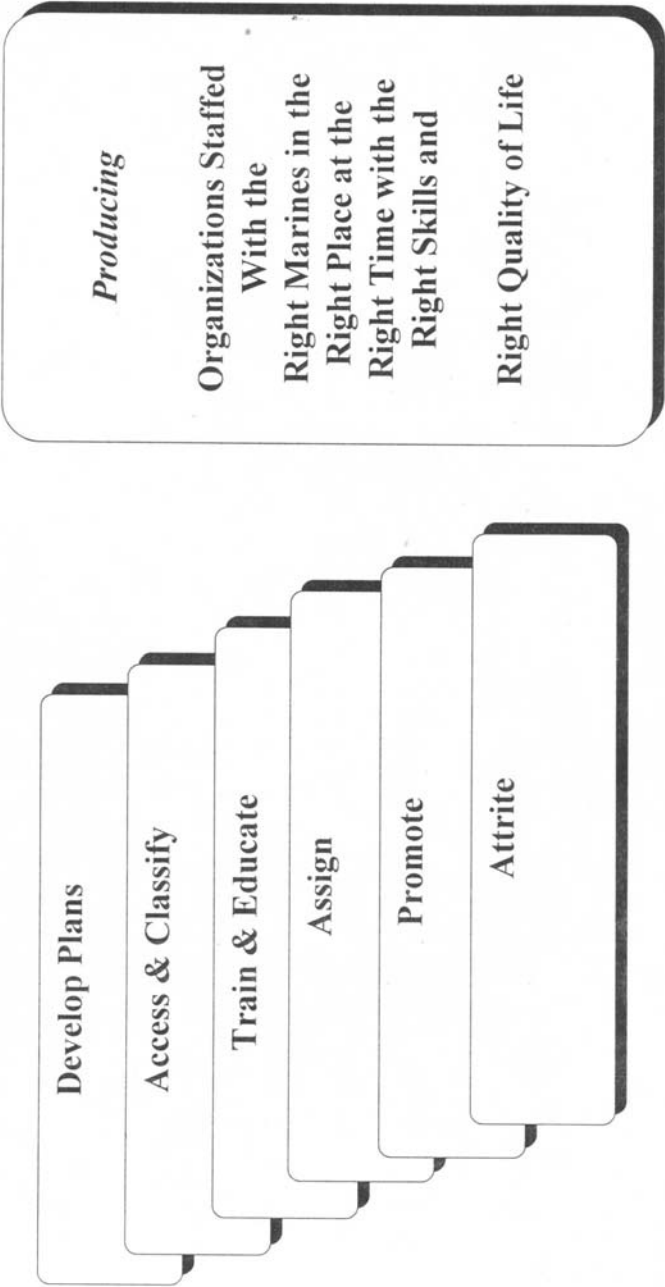 Develop Plans
Access & Classify
Train & Educate
Assign
Promote
Attrite
Producing
Organizations Staffed
With the
Right Marines in the
Right Place at the
Right Time with the
Right Skills and
Right Quality of Life